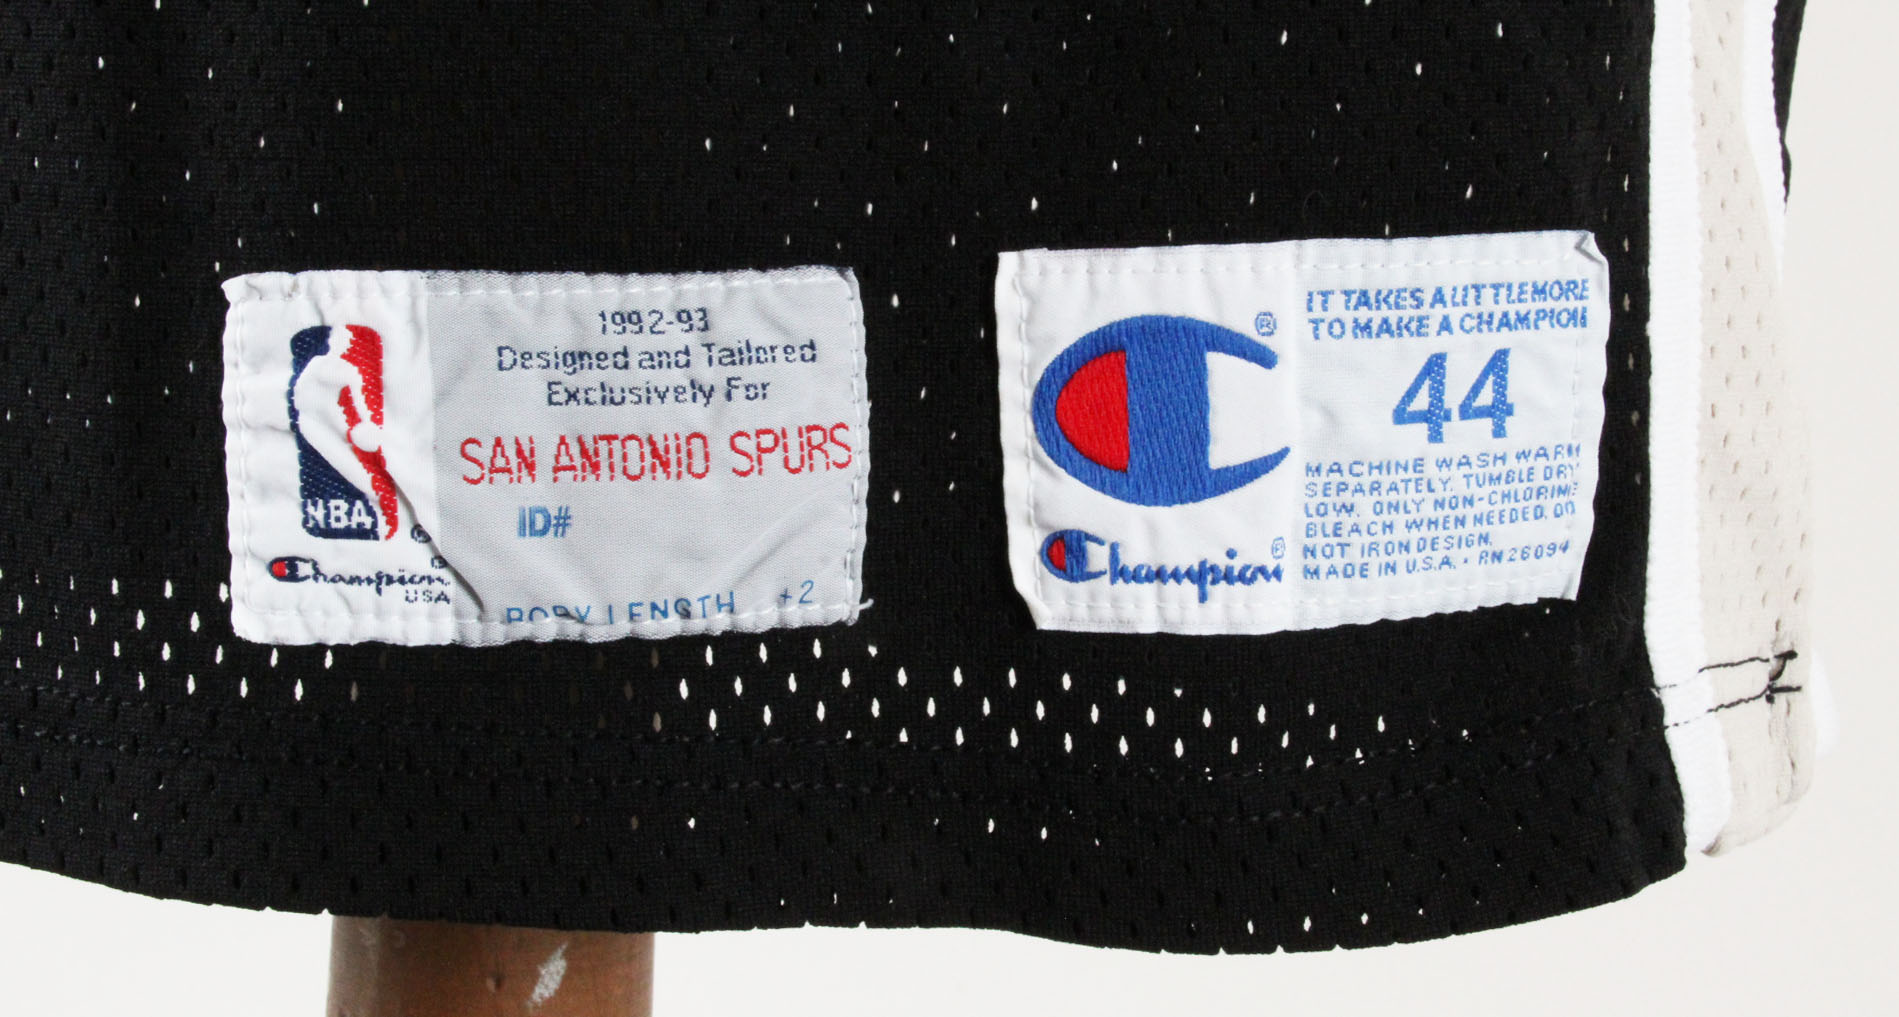 1992-93
Designed and Tailored
Exclusively For
SAN ANTONIO SPURS
ID#
BODY LENGTH +2
NBA
®
Champion®
USA
®
Champion®
IT TAKES A LITTLE MORE
TO MAKE A CHAMPION
44
MACHINE WASH WARM
SEPARATELY. TUMBLE DRY
LOW. ONLY NON-CHLORINE
BLEACH WHEN NEEDED. DO
NOT IRON DESIGN.
MADE IN U.S.A. • RN26094